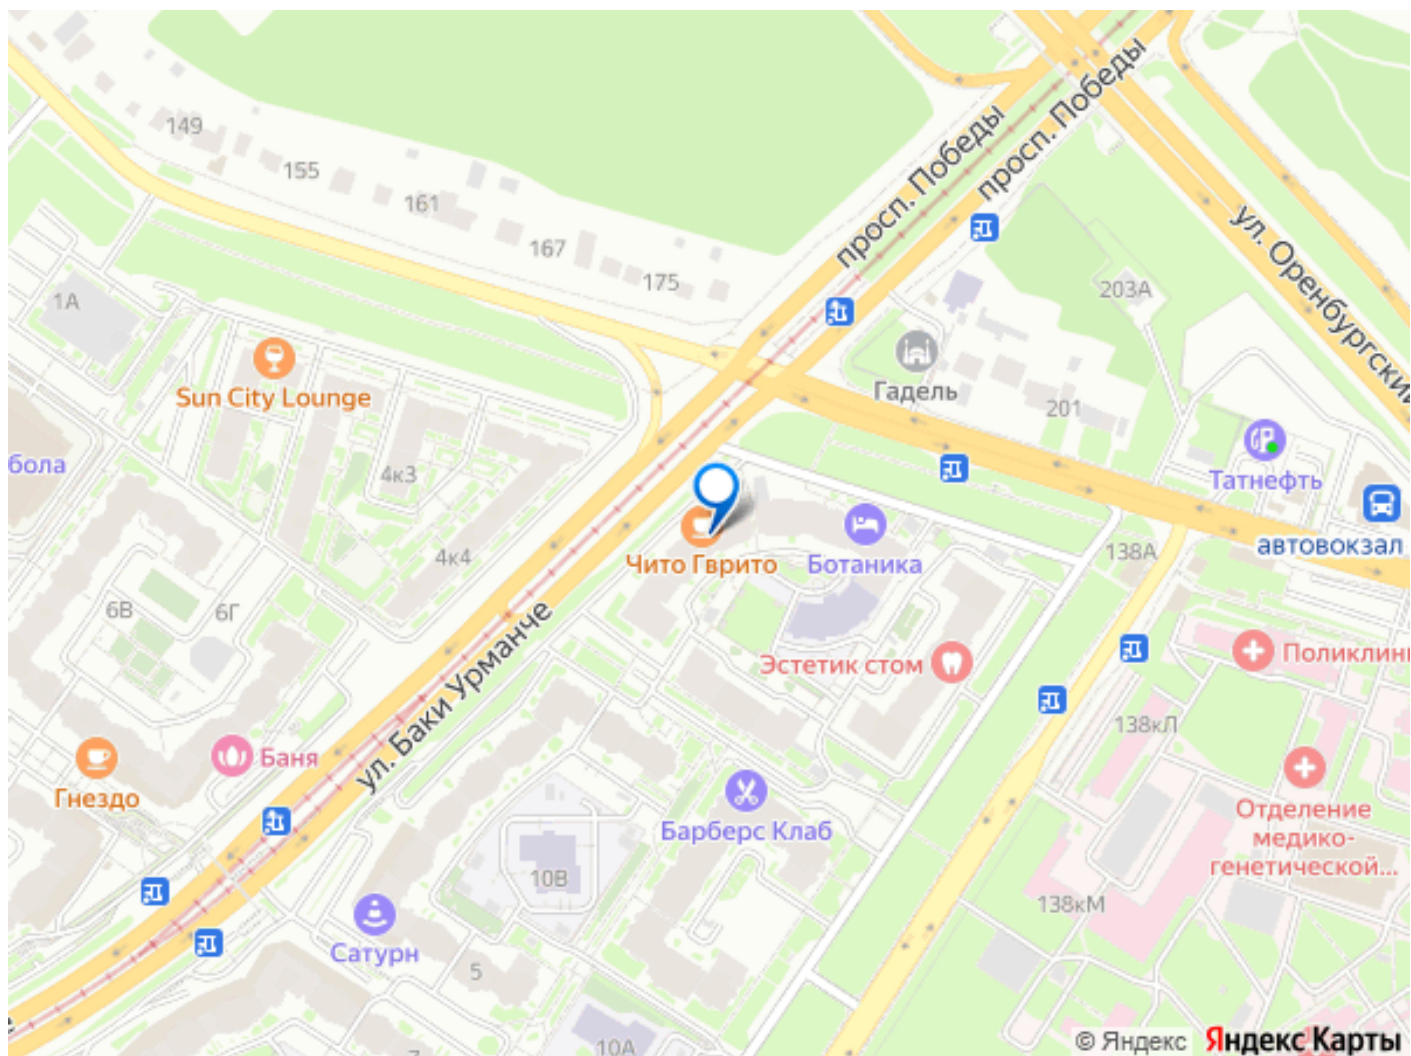 просп. Победы
просп. Победы
ул. Оренбургский
149
155
161
167
175
1А
203А
Sun City Lounge
Гадель
201
4к3
бола
Татнефть
автовокзал
4к4
Чито Гврито
Ботаника
138А
6В
6Г
ул. Баки Урманче
Эстетик стом
Поликлини
138кЛ
Баня
Гнездо
Барберс Клаб
Отделение
медико-
генетической...
10В
138кМ
Сатурн
5
10А
е
© Яндекс
Яндекс Карты